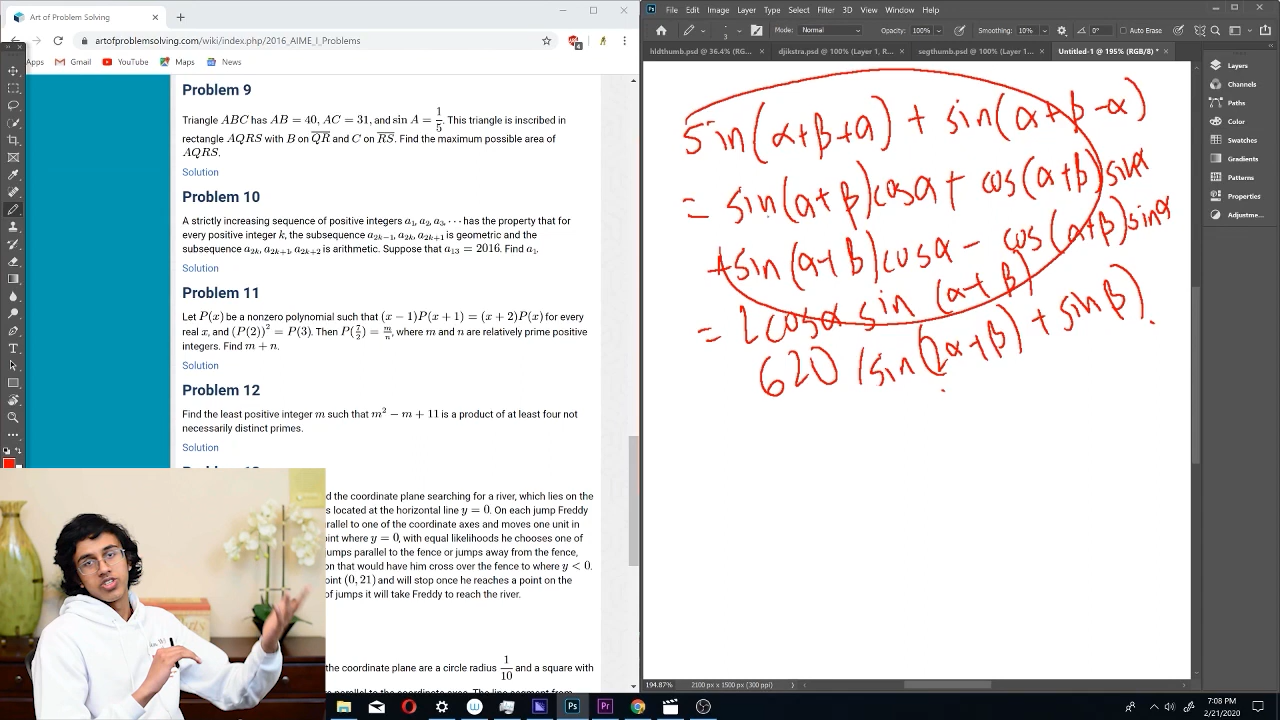 Art of Problem Solving
artofproblemsolving.com/wiki/index.php/2016_AIME_I_Problems
Apps Gmail YouTube Maps News
Problem 9
Triangle ABC has AB = 40, AC = 31, and sin A = 1/5. This triangle is inscribed in
rectangle AQRS with B on QR and C on RS. Find the maximum possible area of
AQRS.
Solution
Problem 10
A strictly increasing sequence of positive integers a₁, a₂, a₃, ⋯ has the property that for
every positive integer k, the subsequence a₂ₖ₋₁, a₂ₖ, a₂ₖ₊₁ is geometric and the
subsequence a₂ₖ, a₂ₖ₊₁, a₂ₖ₊₂ is arithmetic. Suppose that a₁₃ = 2016. Find a₁.
Solution
Problem 11
Let P(x) be a nonzero polynomial such that (x − 1)P(x + 1) = (x + 2)P(x) for every
real x, and (P(2))² = P(3). Then P(7/2) = m/n, where m and n are relatively prime positive
integers. Find m + n.
Solution
Problem 12
Find the least positive integer m such that m² − m + 11 is a product of at least four not
necessarily distinct primes.
Solution
d the coordinate plane searching for a river, which lies on the
s located at the horizontal line y = 0. On each jump Freddy
rallel to one of the coordinate axes and moves one unit in
oint where y = 0, with equal likelihoods he chooses one of
umps parallel to the fence or jumps away from the fence,
on that would have him cross over the fence to where y < 0.
oint (0, 21) and will stop once he reaches a point on the
of jumps it will take Freddy to reach the river.
the coordinate plane are a circle radius 1/10 and a square with
File Edit Image Layer Type Select Filter 3D View Window Help
Mode: Normal Opacity: 100% Smoothing: 10% 0° Auto Erase
hldthumb.psd @ 36.4% (RG... djikstra.psd @ 100% (Layer 1, R... segthumb.psd @ 100% (Layer 1... Untitled-1 @ 195% (RGB/8) *
sin(α+β+α) + sin(α+β-α)
= sin(α+β)cosα + cos(α+β)sinα
+sin(α+β)cosα - cos(α+β)sinα
= 2cosα sin(α+β)
620 (sin(2α+β) + sinβ).
Layers
Channels
Paths
Color
Swatches
Gradients
Patterns
Properties
Adjustme...
194.87% 2100 px x 1500 px (300 ppi)
7:08 PM
2/21/2020